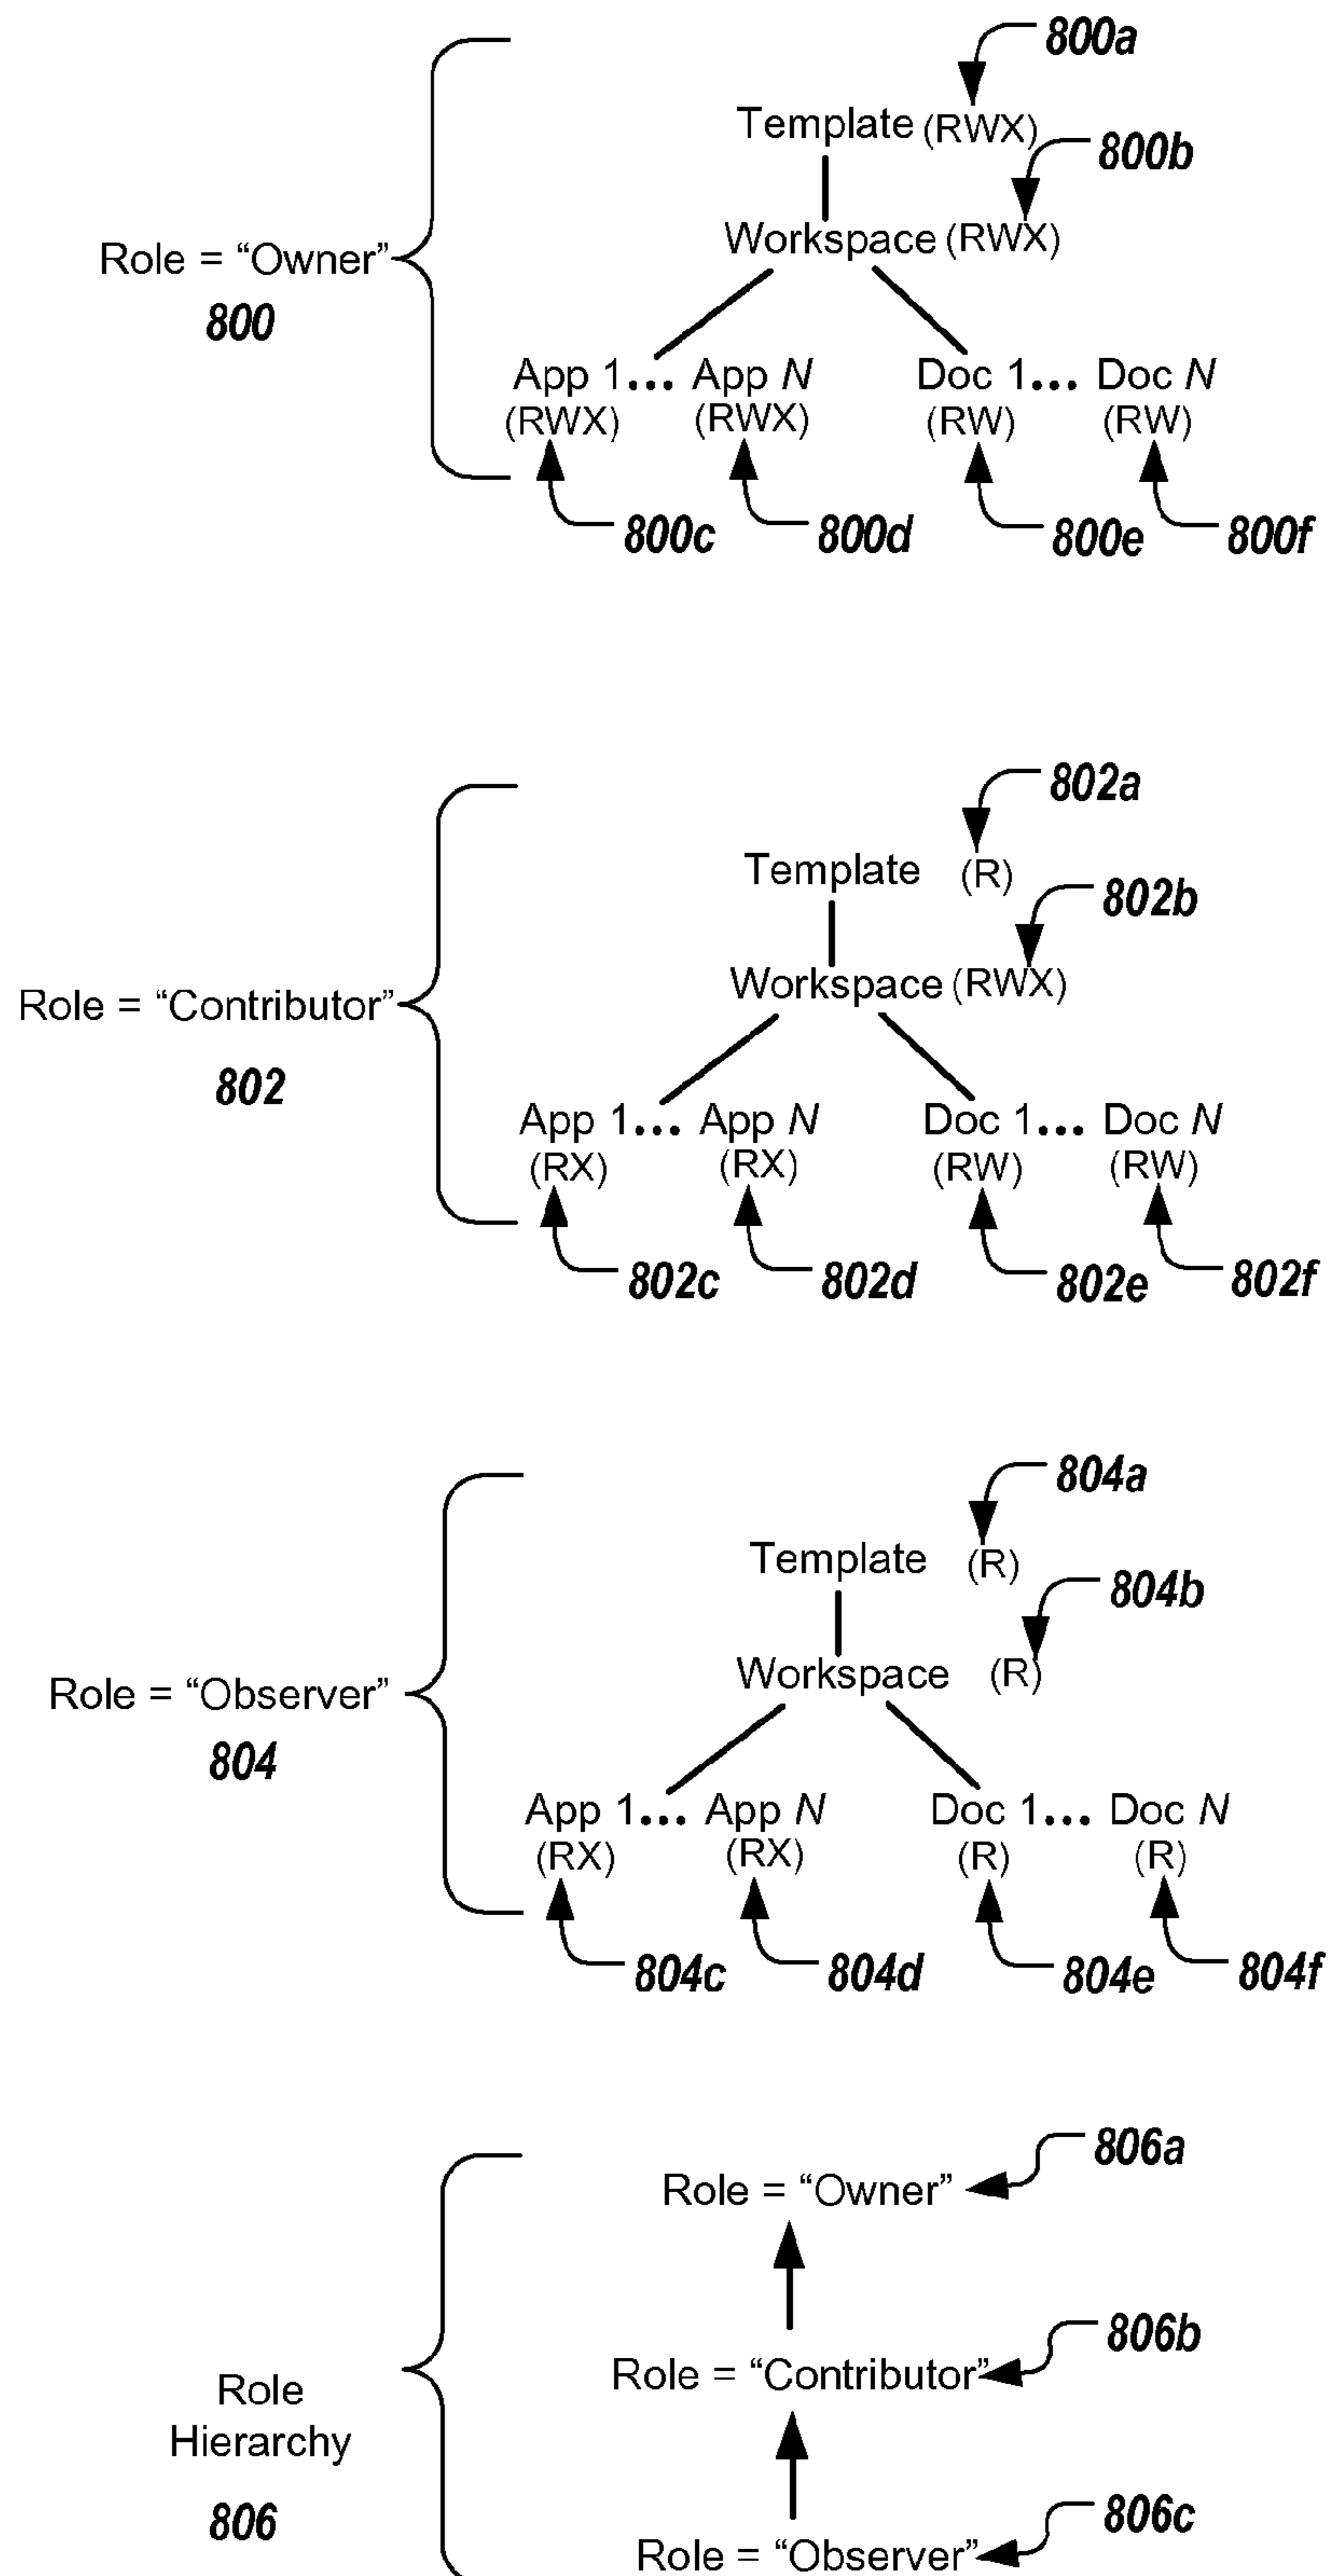 800a
Template (RWX)
800b
Workspace (RWX)
Role = “Owner”
800
App 1... App N Doc 1... Doc N
(RWX) (RWX) (RW) (RW)
800c 800d 800e 800f
802a
Template (R)
802b
Workspace (RWX)
Role = “Contributor”
802
App 1... App N Doc 1... Doc N
(RX) (RX) (RW) (RW)
802c 802d 802e 802f
804a
Template (R)
804b
Workspace (R)
Role = “Observer”
804
App 1... App N Doc 1... Doc N
(RX) (RX) (R) (R)
804c 804d 804e 804f
806a
Role = “Owner”
806b
Role = “Contributor”
Role
Hierarchy
806
806c
Role = “Observer”